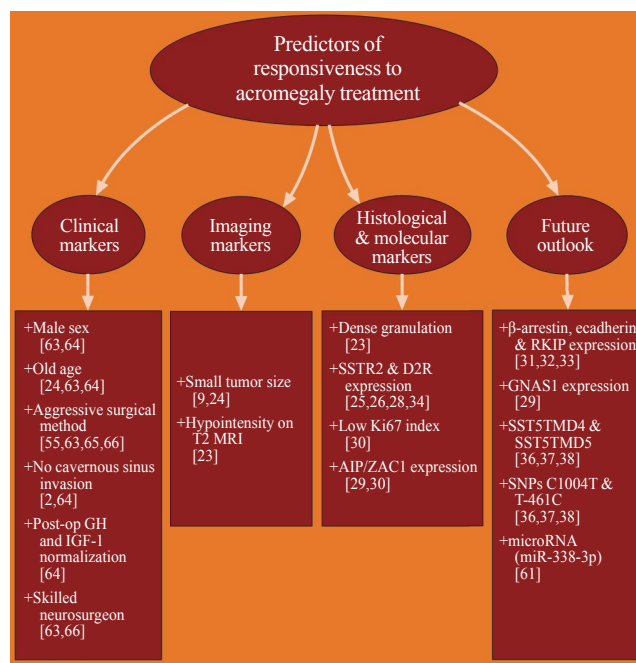 Predictors of
responsiveness to
acromegaly treatment
Clinical
markers
Imaging
markers
Histological
& molecular
markers
Future
outlook
+Male sex
[63,64]
+Old age
[24,63,64]
+Aggressive surgical
method
[55,63,65,66]
+No cavernous sinus
invasion
[2,64]
+Post-op GH
and IGF-1
normalization
[64]
+Skilled
neurosurgeon
[63,66]
+Small tumor size
[9,24]
+Hypointensity on
T2 MRI
[23]
+Dense granulation
[23]
+SSTR2 & D2R
expression
[25,26,28,34]
+Low Ki67 index
[30]
+AIP/ZAC1 expression
[29,30]
+β-arrestin, ecadherin
& RKIP expression
[31,32,33]
+GNAS1 expression
[29]
+SST5TMD4 &
SST5TMD5
[36,37,38]
+SNPs C1004T &
T-461C
[36,37,38]
+microRNA
(miR-338-3p)
[61]